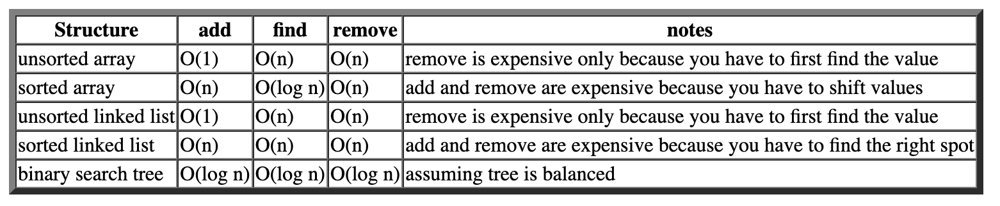 Structure add find remove notes
unsorted array O(1) O(n) O(n) remove is expensive only because you have to first find the value
sorted array O(n) O(log n) O(n) add and remove are expensive because you have to shift values
unsorted linked list O(1) O(n) O(n) remove is expensive only because you have to first find the value
sorted linked list O(n) O(n) O(n) add and remove are expensive because you have to find the right spot
binary search tree O(log n) O(log n) O(log n) assuming tree is balanced